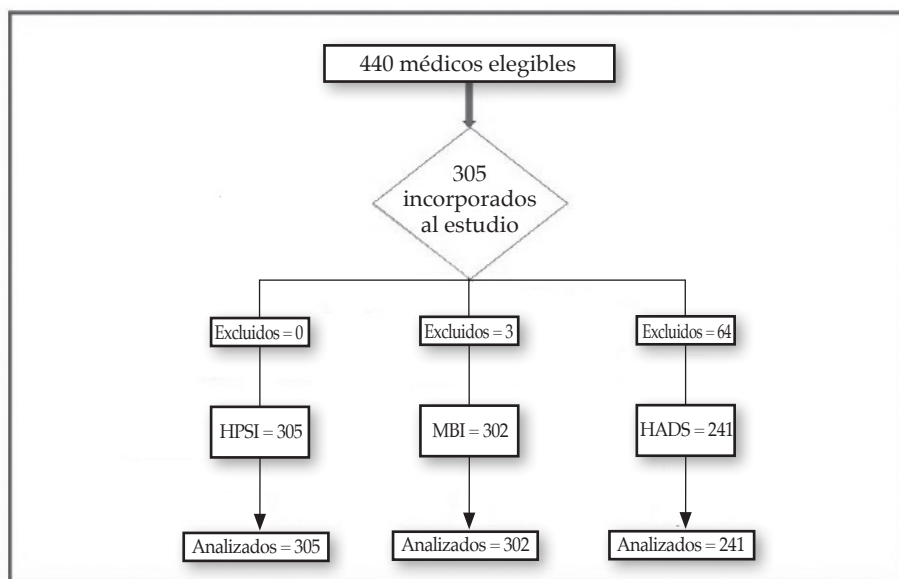 440 médicos elegibles
305
incorporados
al estudio
Excluidos = 0
Excluidos = 3
Excluidos = 64
HPSI = 305
MBI = 302
HADS = 241
Analizados = 305
Analizados = 302
Analizados = 241